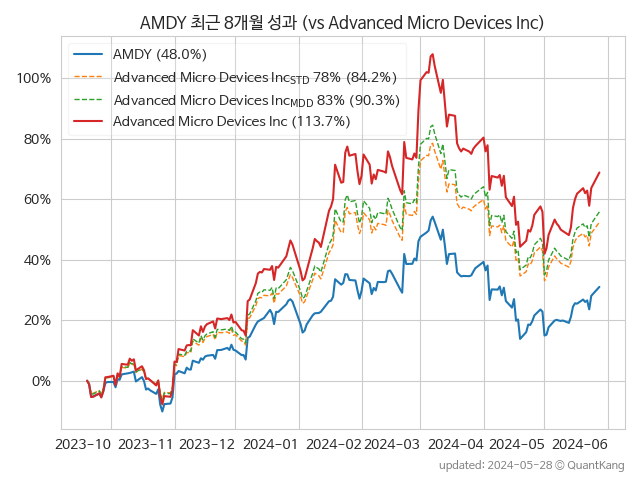 AMDY 최근 8개월 성과 (vs Advanced Micro Devices Inc)
AMDY (48.0%)
Advanced Micro Devices IncSTD 78% (84.2%)
Advanced Micro Devices IncMDD 83% (90.3%)
Advanced Micro Devices Inc (113.7%)
100%
80%
60%
40%
20%
0%
2023-10 2023-11 2023-12 2024-01 2024-02 2024-03 2024-04 2024-05 2024-06
updated: 2024-05-28 © QuantKang